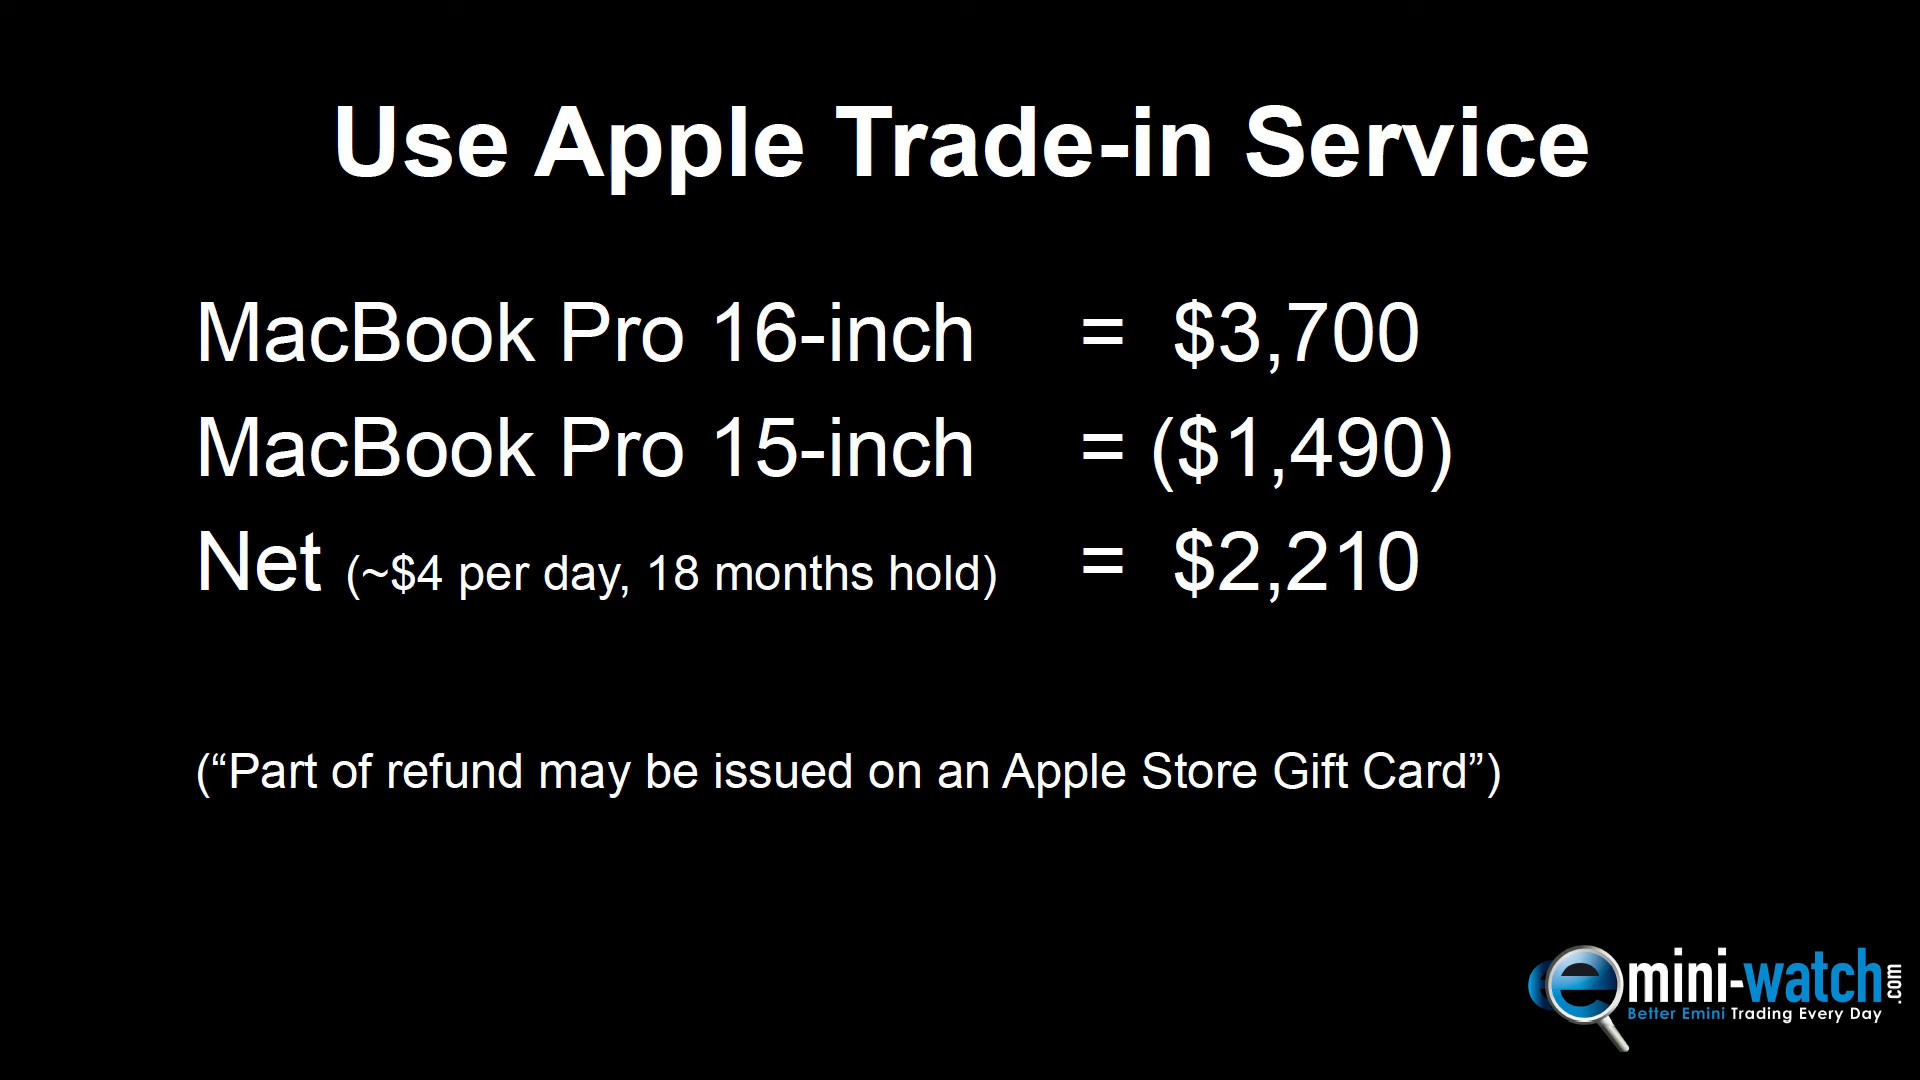 Use Apple Trade-in Service
MacBook Pro 16-inch = $3,700
MacBook Pro 15-inch = ($1,490)
Net (~$4 per day, 18 months hold) = $2,210
(“Part of refund may be issued on an Apple Store Gift Card”)
emini-watch.com
Better Emini Trading Every Day